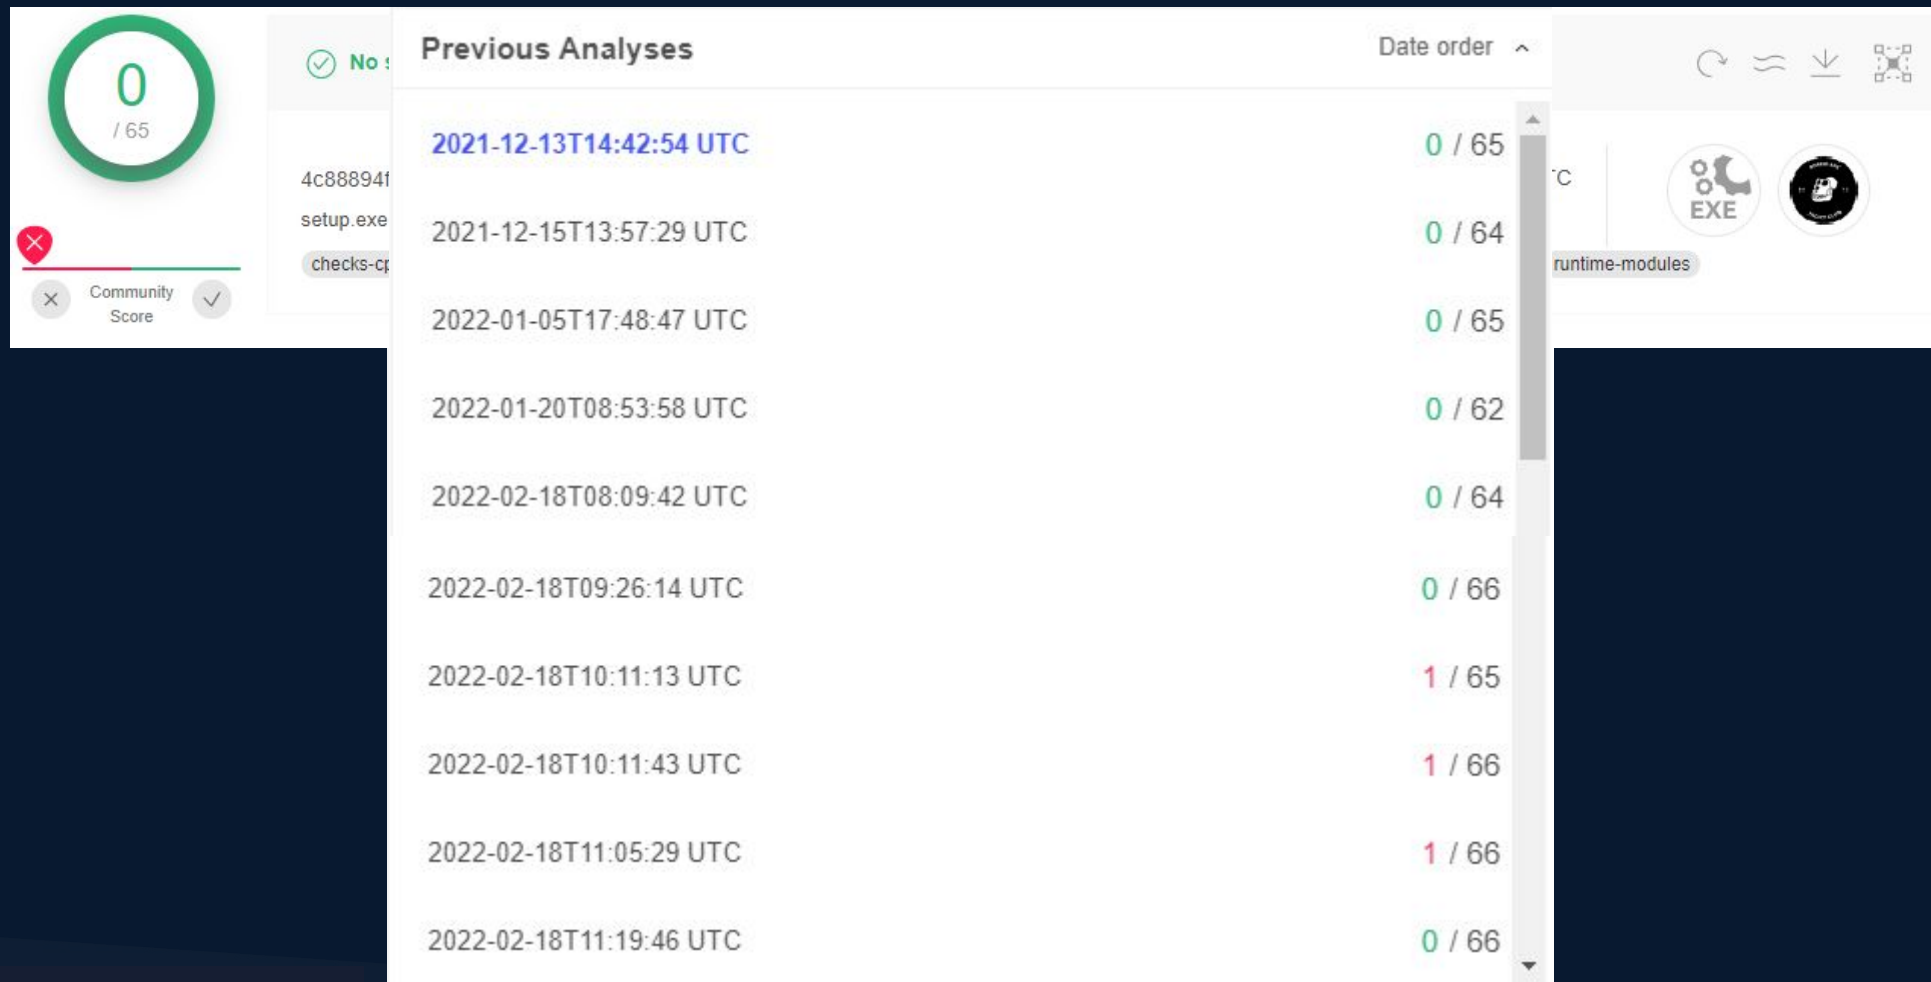 0
/ 65
Community
Score
No
4c88894f
setup.exe
checks-cp
Previous Analyses
Date order
2021-12-13T14:42:54 UTC 0 / 65
2021-12-15T13:57:29 UTC 0 / 64
2022-01-05T17:48:47 UTC 0 / 65
2022-01-20T08:53:58 UTC 0 / 62
2022-02-18T08:09:42 UTC 0 / 64
2022-02-18T09:26:14 UTC 0 / 66
2022-02-18T10:11:13 UTC 1 / 65
2022-02-18T10:11:43 UTC 1 / 66
2022-02-18T11:05:29 UTC 1 / 66
2022-02-18T11:19:46 UTC 0 / 66
EXE
runtime-modules